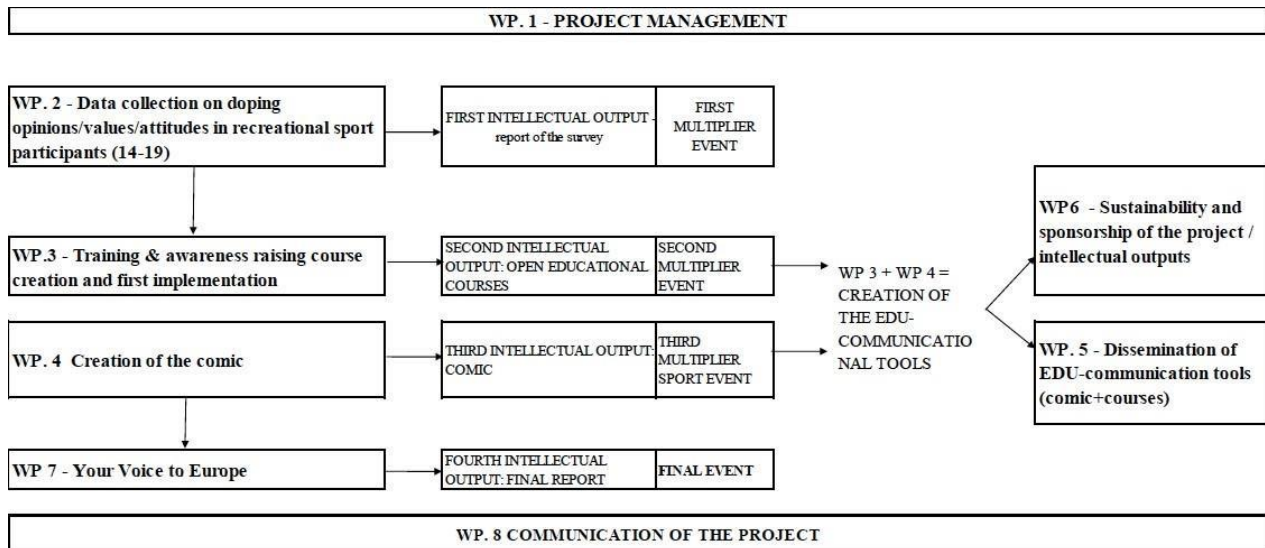 WP. 1 - PROJECT MANAGEMENT
WP. 2 - Data collection on doping
opinions/values/attitudes in recreational sport
participants (14-19)
FIRST INTELLECTUAL OUTPUT -
report of the survey
FIRST
MULTIPLIER
EVENT
WP.3 - Training & awareness raising course
creation and first implementation
SECOND INTELLECTUAL
OUTPUT: OPEN EDUCATIONAL
COURSES
SECOND
MULTIPLIER
EVENT
WP. 4 Creation of the comic
THIRD INTELLECTUAL OUTPUT:
COMIC
THIRD
MULTIPLIER
SPORT EVENT
WP 3 + WP 4 =
CREATION OF
THE EDU-
COMMUNICATIO
NAL TOOLS
WP6 - Sustainability and
sponsorship of the project /
intellectual outputs
WP. 5 - Dissemination of
EDU-communication tools
(comic+courses)
WP 7 - Your Voice to Europe
FOURTH INTELLECTUAL
OUTPUT: FINAL REPORT
FINAL EVENT
WP. 8 COMMUNICATION OF THE PROJECT